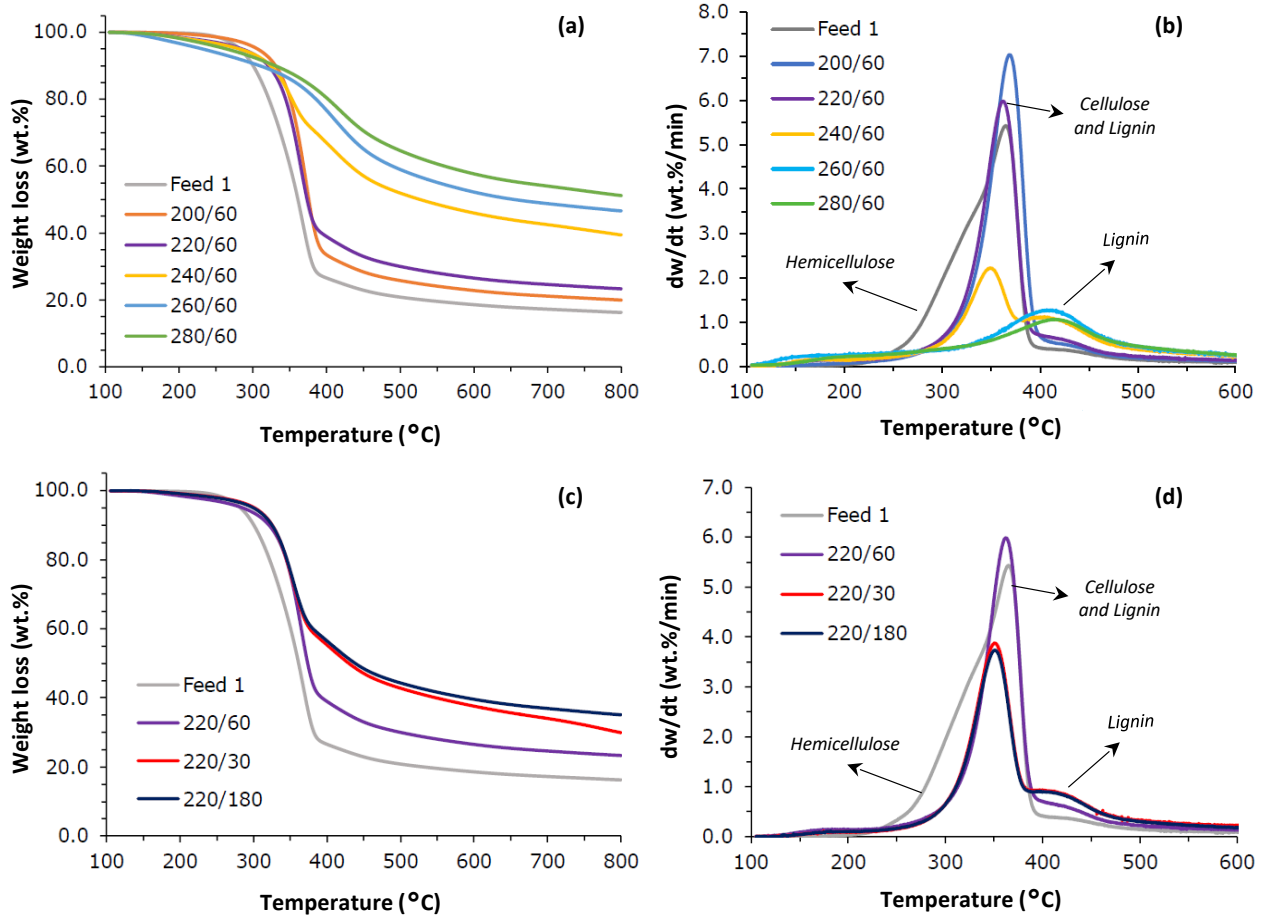 (a)
Weight loss (wt.%)
100.0
80.0
60.0
40.0
20.0
0.0
Feed 1
200/60
220/60
240/60
260/60
280/60
100 200 300 400 500 600 700 800
Temperature (°C)
(b)
dw/dt (wt.%/min)
8.0
7.0
6.0
5.0
4.0
3.0
2.0
1.0
0.0
Feed 1
200/60
220/60
240/60
260/60
280/60
Cellulose
and Lignin
Hemicellulose
Lignin
100 200 300 400 500 600
Temperature (°C)
(c)
Weight loss (wt.%)
100.0
80.0
60.0
40.0
20.0
0.0
Feed 1
220/60
220/30
220/180
100 200 300 400 500 600 700 800
Temperature (°C)
(d)
dw/dt (wt.%/min)
7.0
6.0
5.0
4.0
3.0
2.0
1.0
0.0
Feed 1
220/60
220/30
220/180
Cellulose
and Lignin
Hemicellulose
Lignin
100 200 300 400 500 600
Temperature (°C)